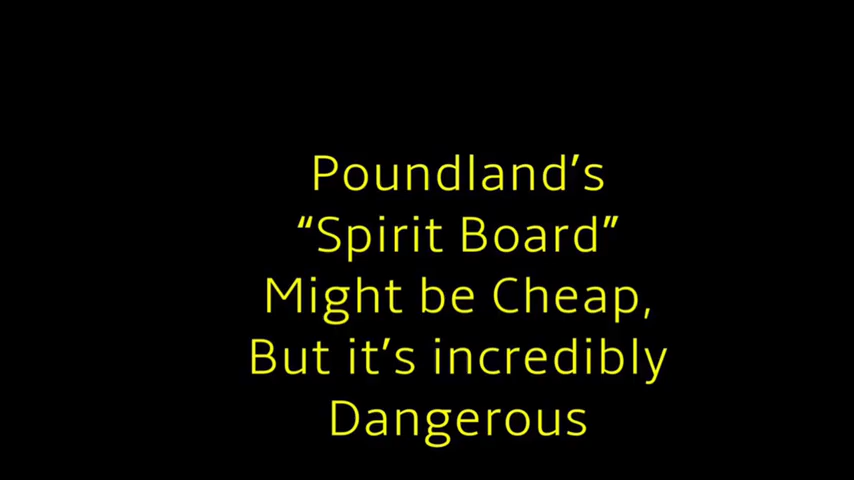 Poundland’s
“Spirit Board”
Might be Cheap,
But it’s incredibly
Dangerous